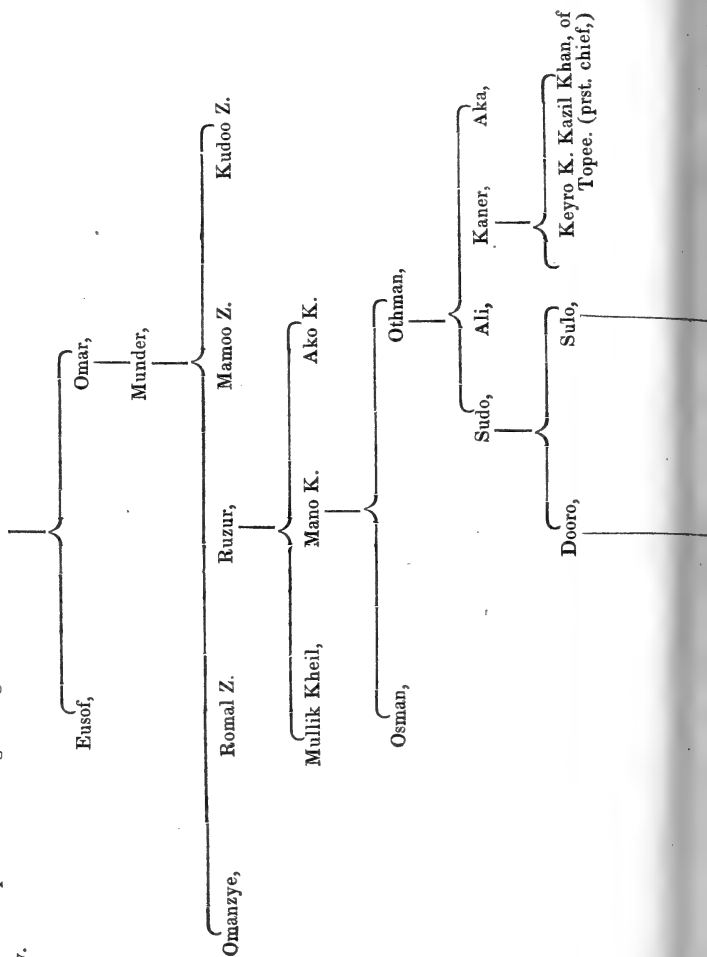 Eusof, Omar,
Munder,
Omanzye, Romal Z. Ruzur, Mamoo Z. Kudoo Z.
Mullik Kheil, Mano K. Ako K.
Osman, Othman,
Sudo, Ali, Kaner, Aka,
Dooro, Sulo, Keyro K. Kazil Khan, of
Topee. (prst. chief,)